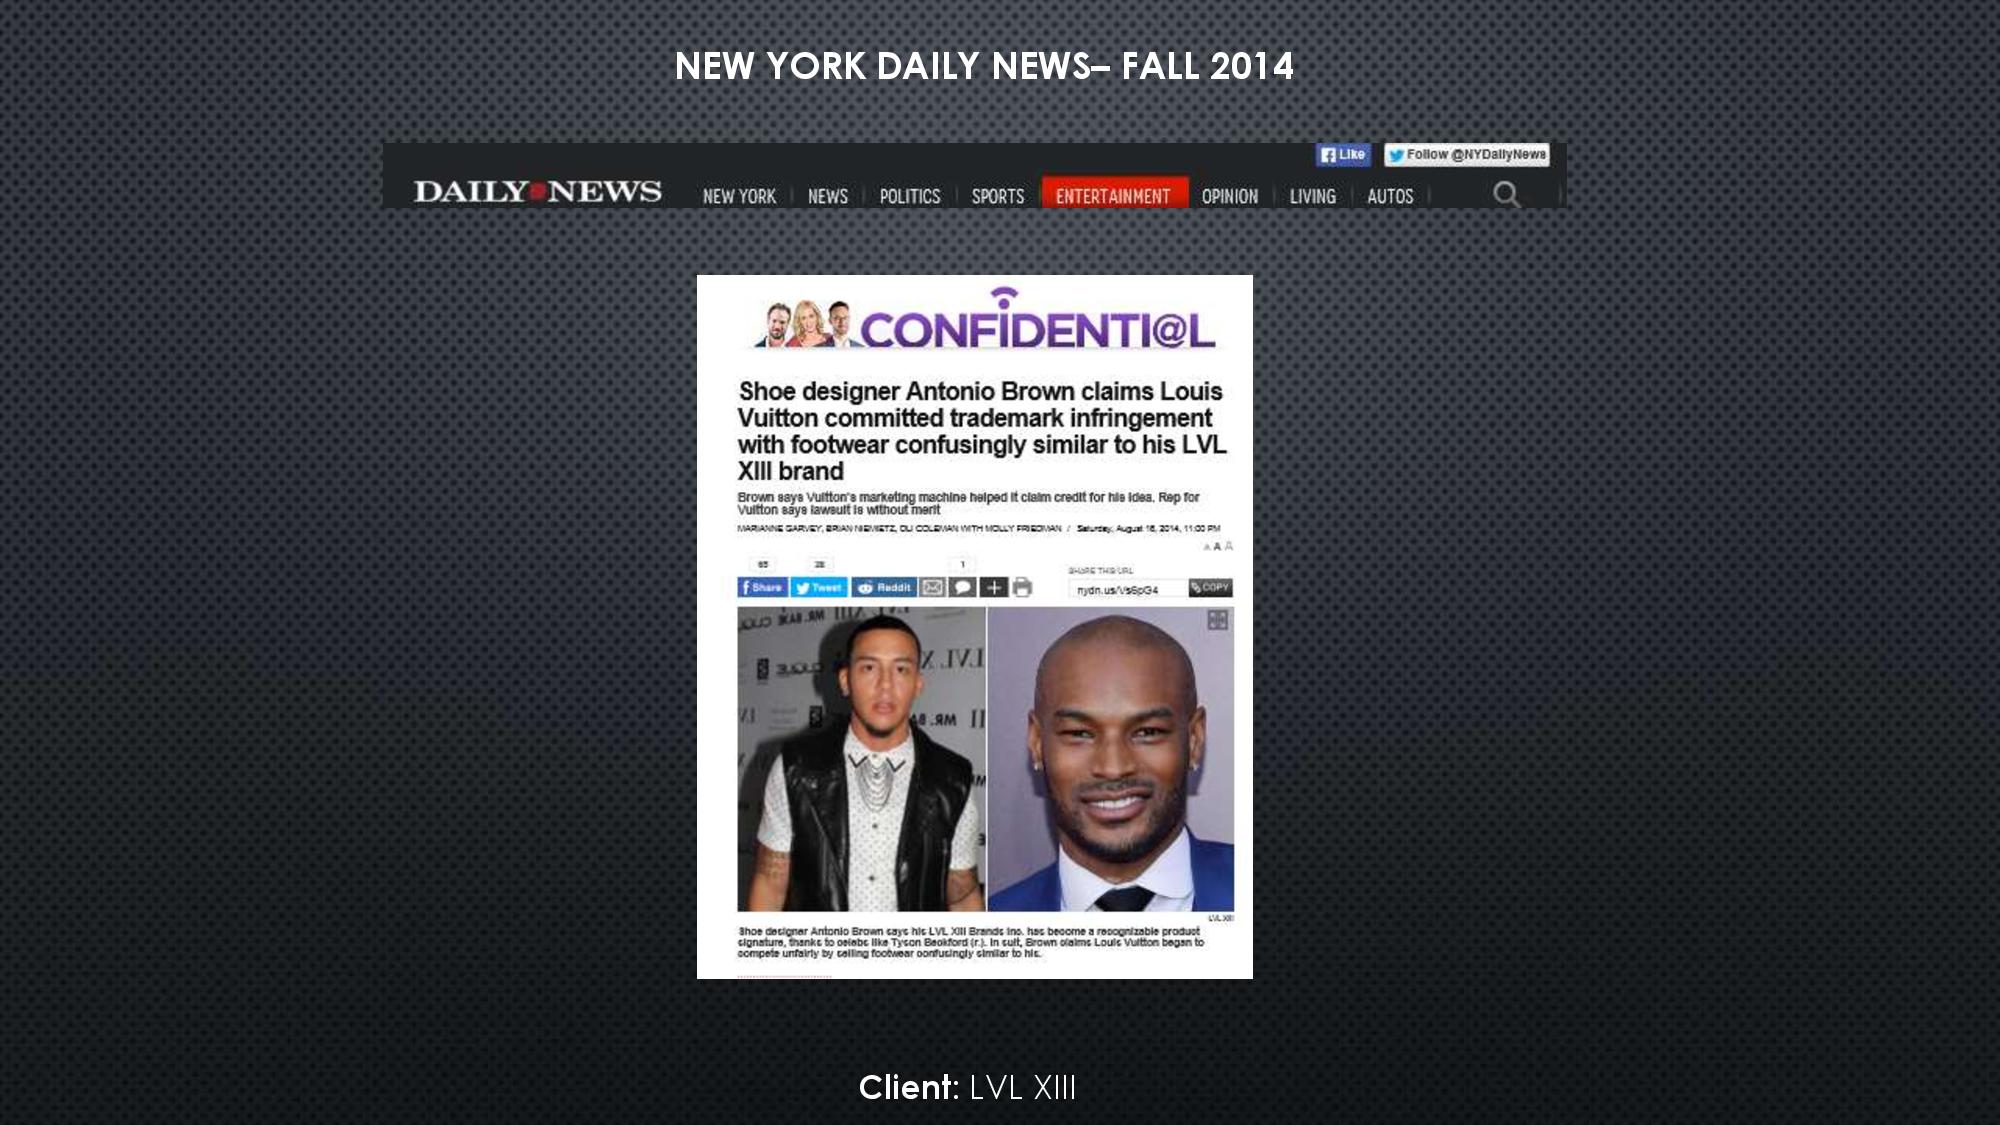 NEW YORK DAILY NEWS– FALL 2014
Like Follow @NYDailyNews
DAILY NEWS NEW YORK NEWS POLITICS SPORTS ENTERTAINMENT OPINION LIVING AUTOS
CONFIDENTI@L
Shoe designer Antonio Brown claims Louis
Vuitton committed trademark infringement
with footwear confusingly similar to his LVL
XIII brand
Brown says Vuitton's marketing machine helped it claim credit for his idea. Rep for
Vuitton says lawsuit is without merit
MARIANNE GARVEY, BRIAN NIEMIETZ, OLI COLEMAN WITH MOLLY FRIEDMAN / Saturday, August 16, 2014, 11:00 PM
A A A
1
SHARE THIS URL
Share Tweet Reddit nydn.us/Vs6pG4 COPY
LVL X
MR. BA
LVL XIII
Shoe designer Antonio Brown says his LVL XIII Brands Inc. has become a recognizable product
signature, thanks to celebs like Tyson Beckford (r.). In suit, Brown claims Louis Vuitton began to
compete unfairly by selling footwear confusingly similar to his.
Client: LVL XIII